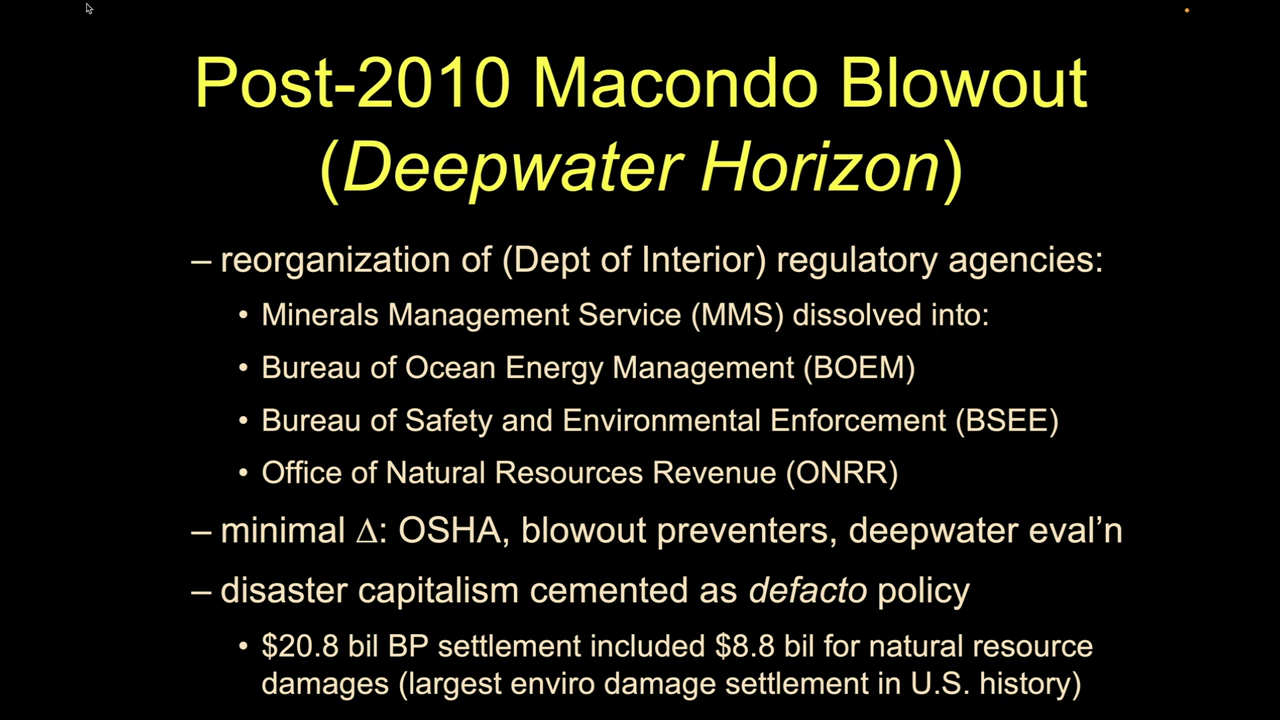 Post-2010 Macondo Blowout
(Deepwater Horizon)
– reorganization of (Dept of Interior) regulatory agencies:
• Minerals Management Service (MMS) dissolved into:
• Bureau of Ocean Energy Management (BOEM)
• Bureau of Safety and Environmental Enforcement (BSEE)
• Office of Natural Resources Revenue (ONRR)
– minimal Δ: OSHA, blowout preventers, deepwater eval’n
– disaster capitalism cemented as defacto policy
• $20.8 bil BP settlement included $8.8 bil for natural resource
damages (largest enviro damage settlement in U.S. history)